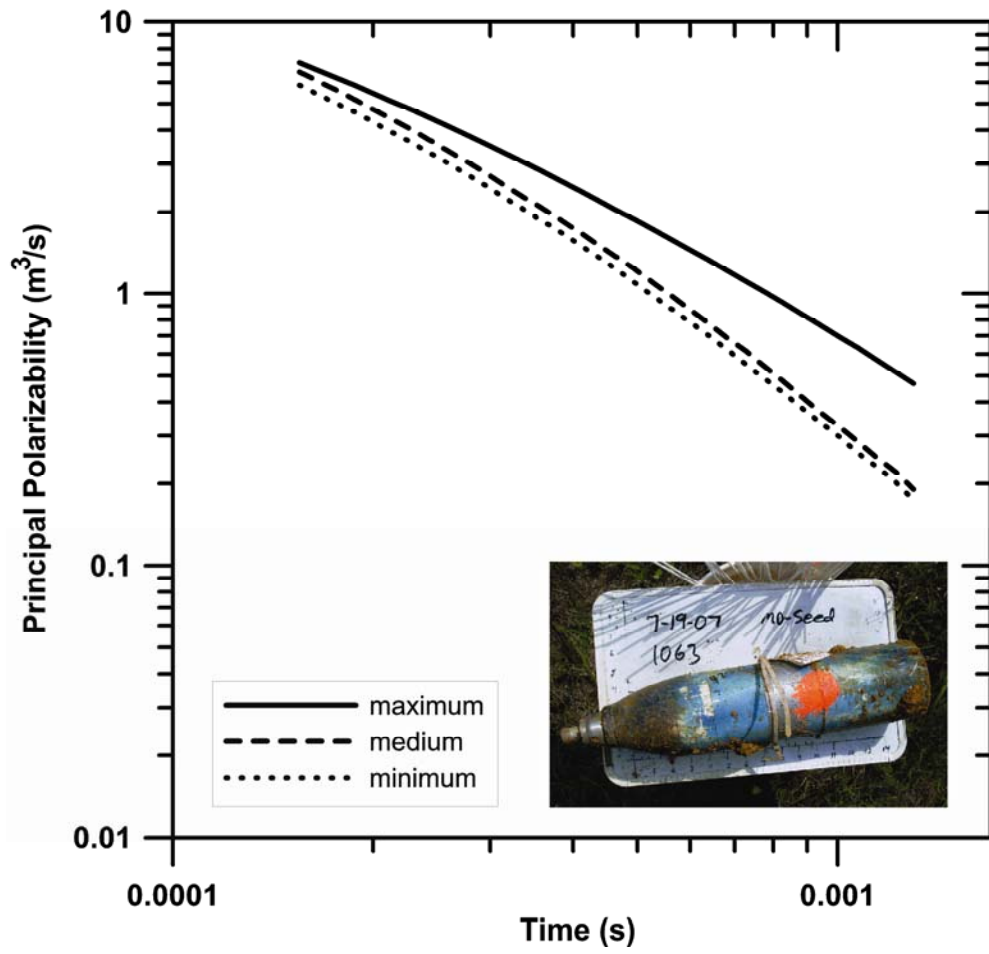 10
1
0.1
0.01
Principal Polarizability (m³/s)
7-19-07 MD-Seed
1063
maximum
medium
minimum
0.0001
0.001
Time (s)